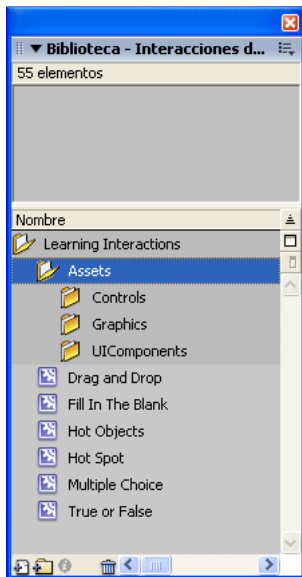 Biblioteca - Interacciones d...
55 elementos
Nombre
Learning Interactions
Assets
Controls
Graphics
UIComponents
Drag and Drop
Fill In The Blank
Hot Objects
Hot Spot
Multiple Choice
True or False